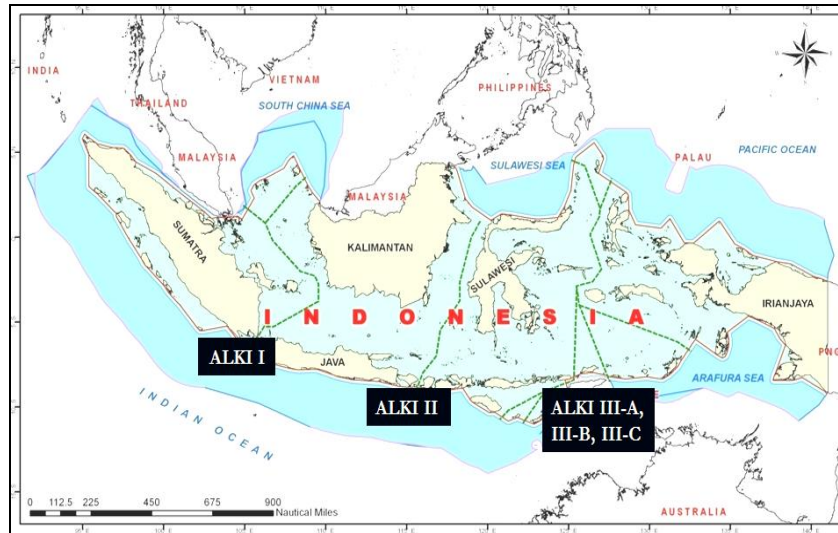 INDIA
VIETNAM
THAILAND
SOUTH CHINA SEA
PHILIPPINES
MALAYSIA
SULAWESI SEA
PALAU
PACIFIC OCEAN
MALAYSIA
SUMATRA
KALIMANTAN
SULAWESI
IRIANJAYA
INDONESIA
ALKI I
JAVA
PNG
ARAFURA SEA
ALKI II
ALKI III-A,
III-B, III-C
INDIAN OCEAN
0 112.5 225 450 675 900
Nautical Miles
AUSTRALIA